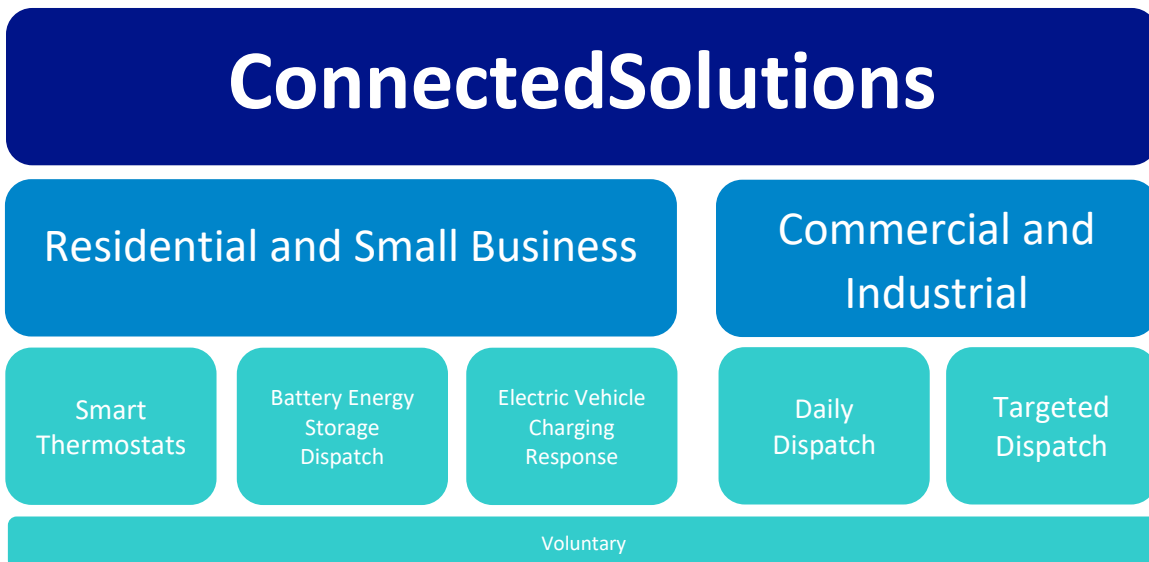 ConnectedSolutions
Residential and Small Business
Commercial and
Industrial
Smart
Thermostats
Battery Energy
Storage
Dispatch
Electric Vehicle
Charging
Response
Daily
Dispatch
Targeted
Dispatch
Voluntary